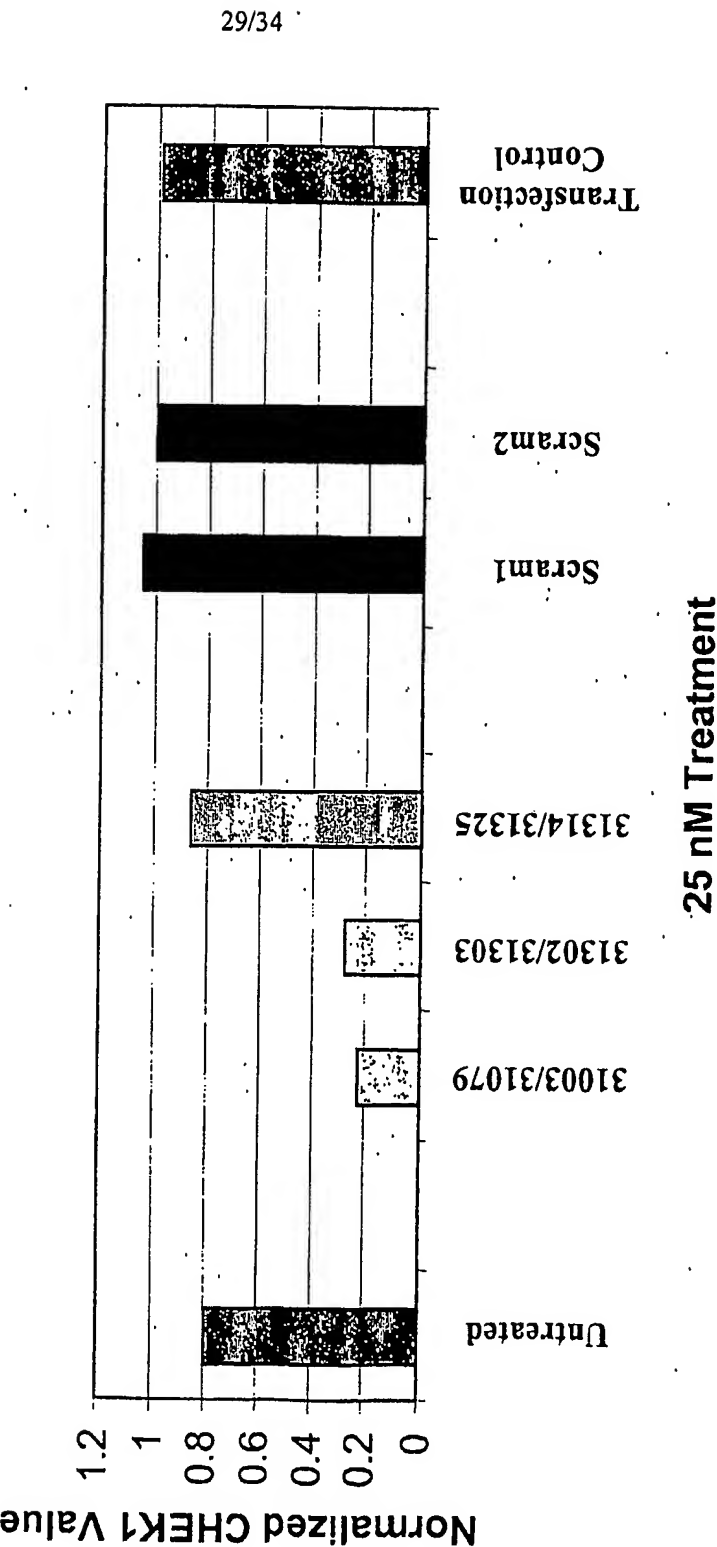 29/34
Normalized CHEK1 Value
1.2
1
0.8
0.6
0.4
0.2
0
Untreated
31003/31079
31302/31303
31314/31325
Scram1
Scram2
Transfection
Control
25 nM Treatment